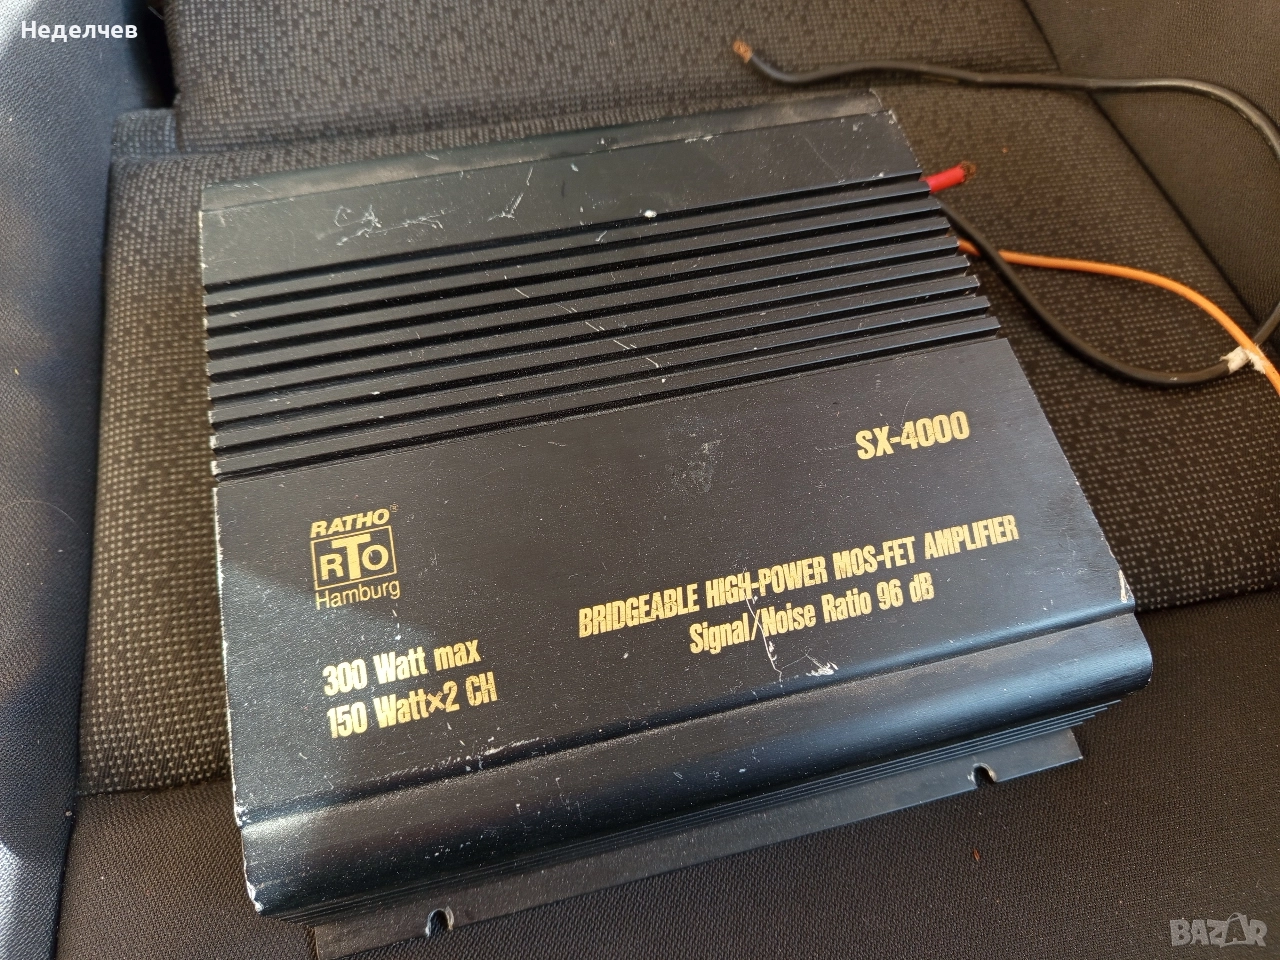 Неделчев
SX-4000
RATHO®
RTO
Hamburg
BRIDGEABLE HIGH-POWER MOS-FET AMPLIFIER
Signal/Noise Ratio 96 dB
300 Watt max
150 Watt×2 CH
BAZAR